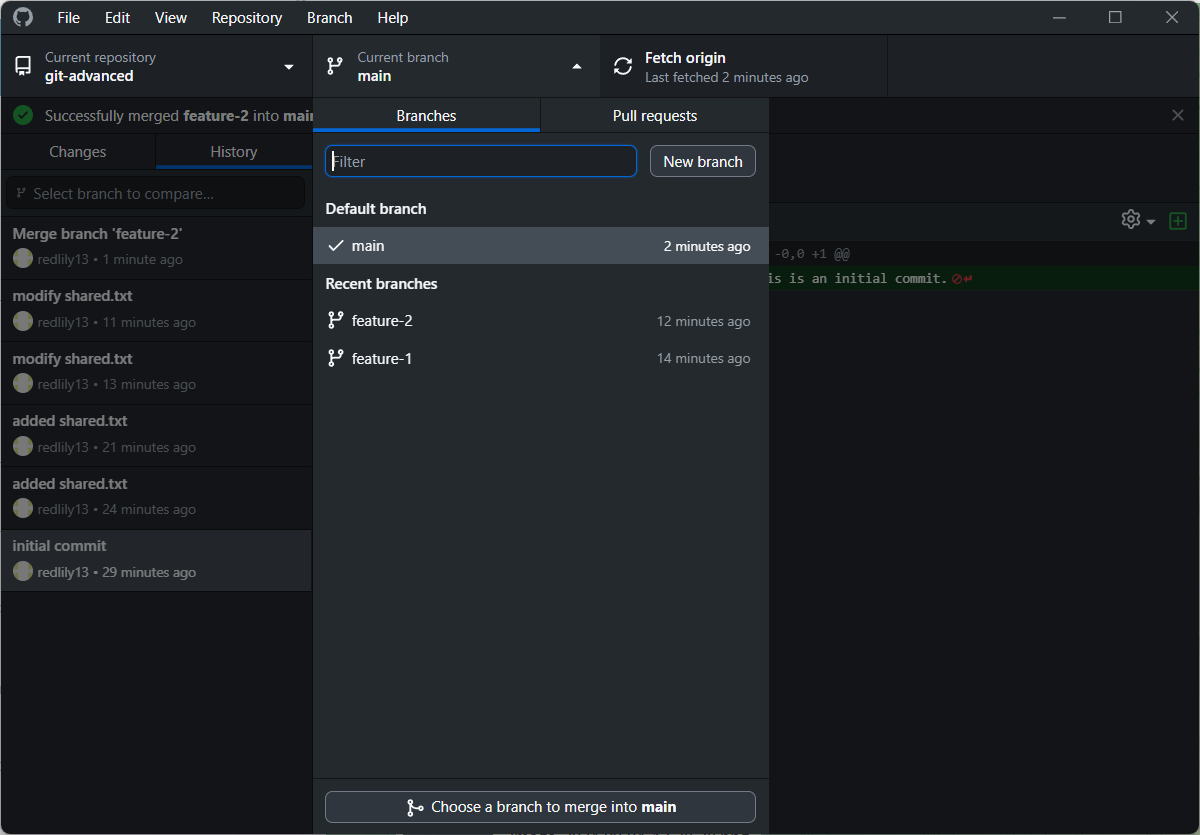 File Edit View Repository Branch Help
Current repository
git-advanced
Current branch
main
Fetch origin
Last fetched 2 minutes ago
Successfully merged feature-2 into main
Changes History
Select branch to compare...
Merge branch 'feature-2'
redlily13 • 1 minute ago
modify shared.txt
redlily13 • 11 minutes ago
modify shared.txt
redlily13 • 13 minutes ago
added shared.txt
redlily13 • 21 minutes ago
added shared.txt
redlily13 • 24 minutes ago
initial commit
redlily13 • 29 minutes ago
Branches Pull requests
Filter New branch
Default branch
main 2 minutes ago
Recent branches
feature-2 12 minutes ago
feature-1 14 minutes ago
Choose a branch to merge into main
-0,0 +1 @@
is is an initial commit.